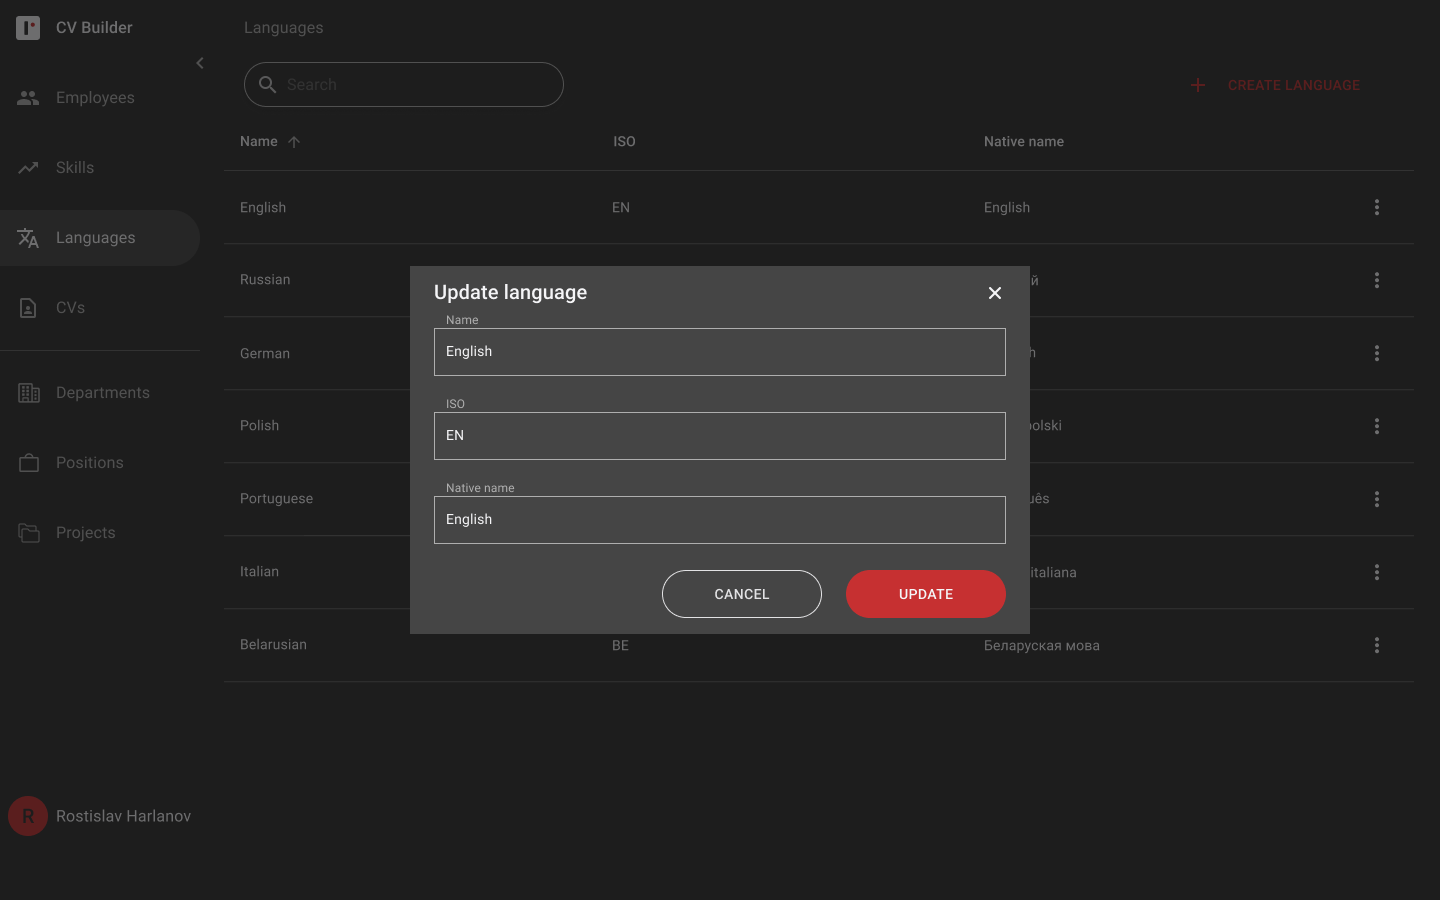 CV Builder
Employees
Skills
Languages
CVs
Departments
Positions
Projects
R
Rostislav Harlanov
Languages
Search
CREATE LANGUAGE
Name
ISO
Native name
English
EN
English
Russian
й
German
h
Polish
polski
Portuguese
uês
Italian
italiana
Belarusian
BE
Беларуская мова
Update language
Name
English
ISO
EN
Native name
English
CANCEL
UPDATE